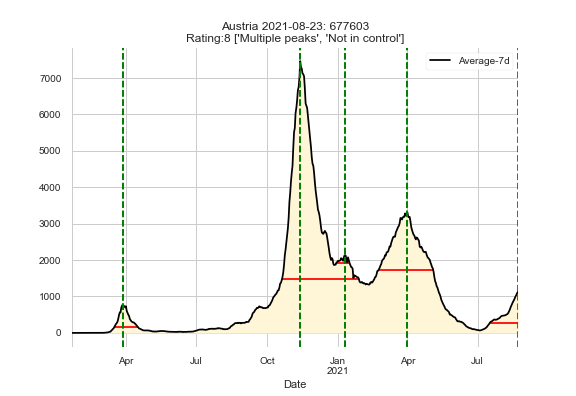 Austria 2021-08-23: 677603
Rating:8 ['Multiple peaks', 'Not in control']
Average-7d
7000
6000
5000
4000
3000
2000
1000
0
Apr Jul Oct Jan Apr Jul
2021
Date